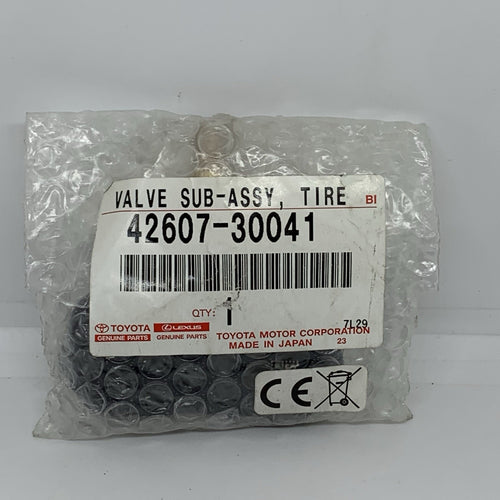 VALVE SUB-ASSY, TIRE BI
42607-30041
QTY: 1
7L29
TOYOTA LEXUS TOYOTA MOTOR CORPORATION
GENUINE PARTS GENUINE PARTS MADE IN JAPAN 23
CE